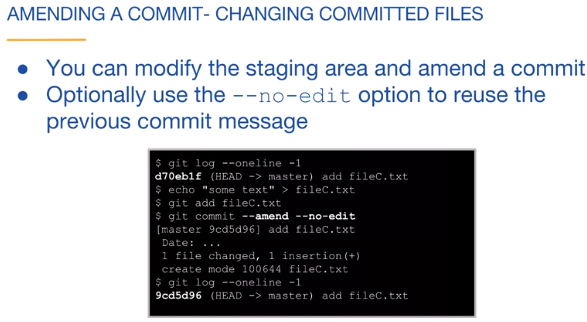 AMENDING A COMMIT- CHANGING COMMITTED FILES
● You can modify the staging area and amend a commit
● Optionally use the --no-edit option to reuse the
previous commit message
$ git log --oneline -1
d70eb1f (HEAD -> master) add fileC.txt
$ echo "some text" > fileC.txt
$ git add fileC.txt
$ git commit --amend --no-edit
[master 9cd5d96] add fileC.txt
Date: ...
1 file changed, 1 insertion(+)
create mode 100644 fileC.txt
$ git log --oneline -1
9cd5d96 (HEAD -> master) add fileC.txt